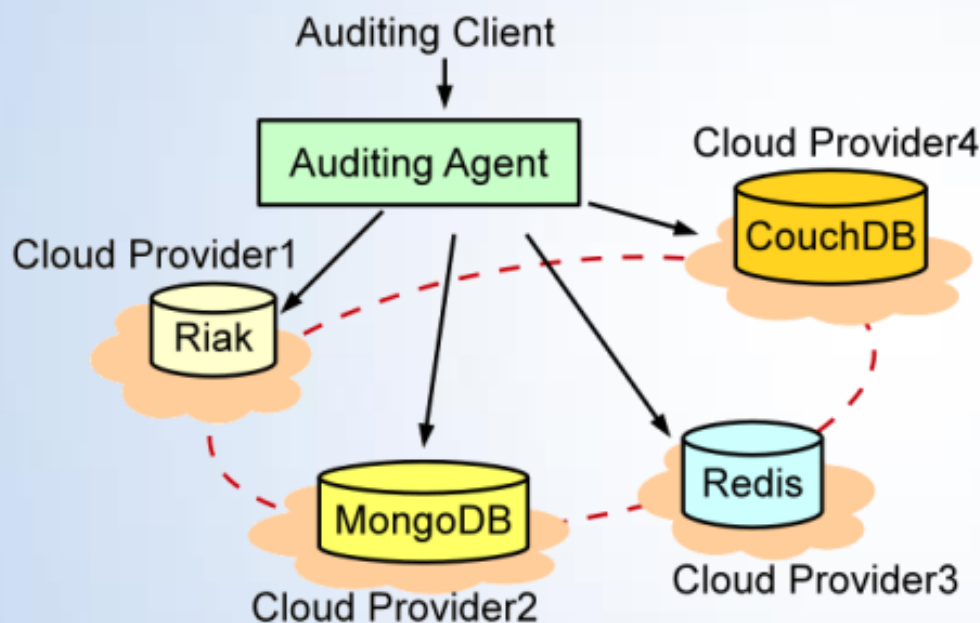 Auditing Client
Auditing Agent
Cloud Provider4
CouchDB
Cloud Provider1
Riak
Redis
MongoDB
Cloud Provider3
Cloud Provider2